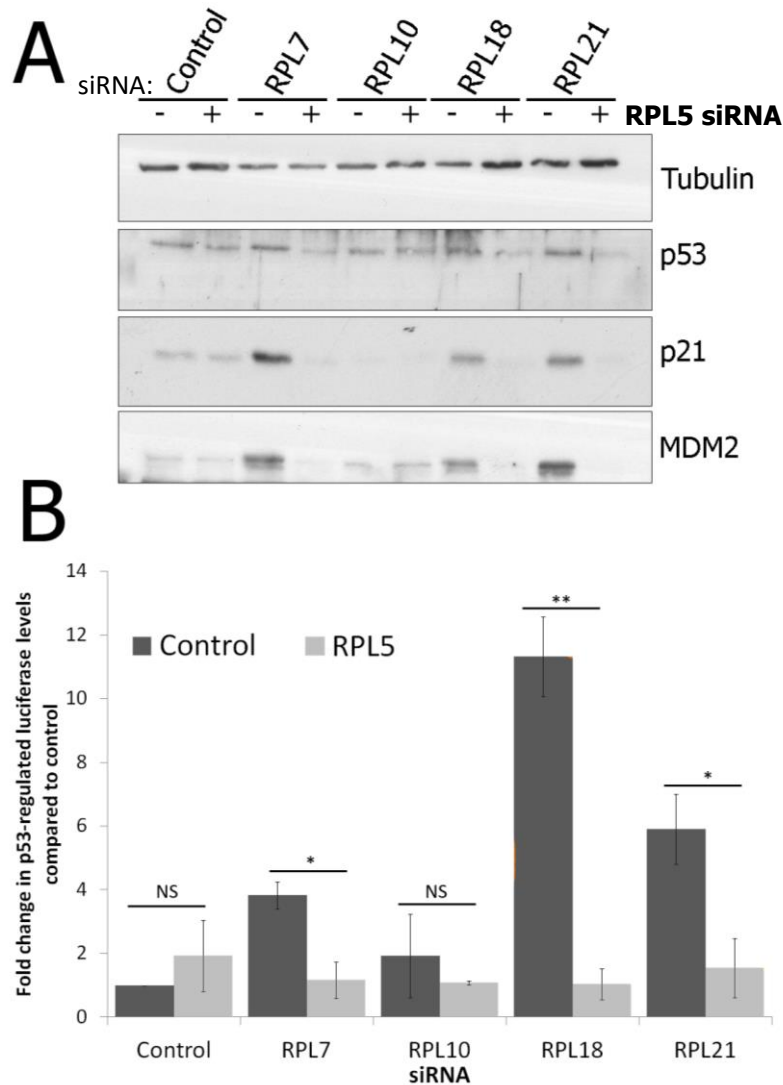 A
siRNA:
Control RPL7 RPL10 RPL18 RPL21
- + - + - + - + - + RPL5 siRNA
Tubulin
p53
p21
MDM2
B
Fold change in p53-regulated luciferase levels
compared to control
14
12
10
8
6
4
2
0
Control RPL5
NS
*
NS
**
*
Control RPL7 RPL10 RPL18 RPL21
siRNA